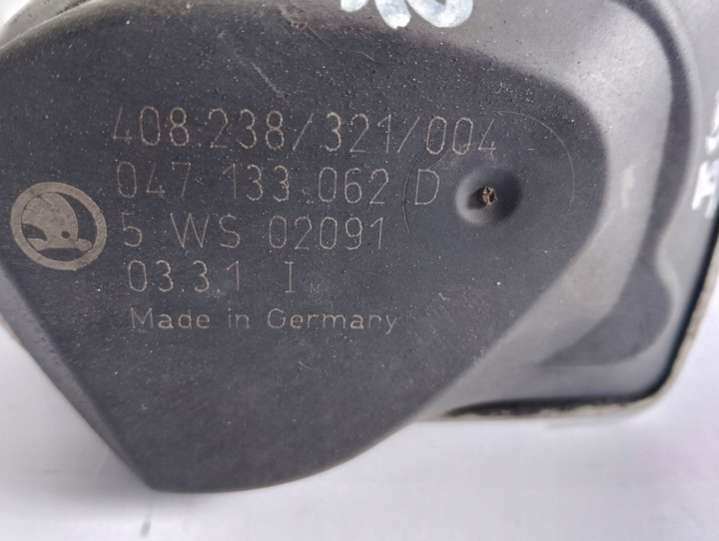 408.238/321/004
047 133 062 D
5 WS 02091
03.3.1 I
Made in Germany